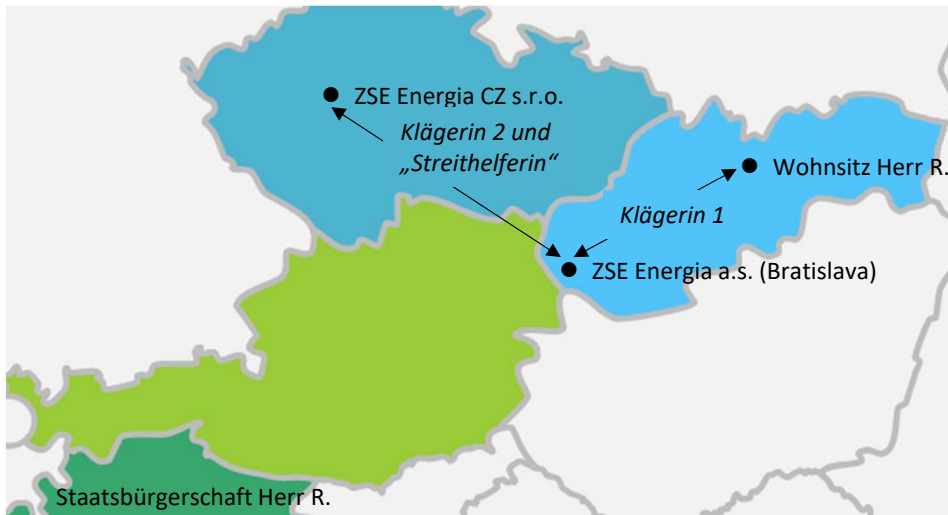 ZSE Energia CZ s.r.o.
Klägerin 2 und
„Streithelferin“
Wohnsitz Herr R.
Klägerin 1
ZSE Energia a.s. (Bratislava)
Staatsbürgerschaft Herr R.